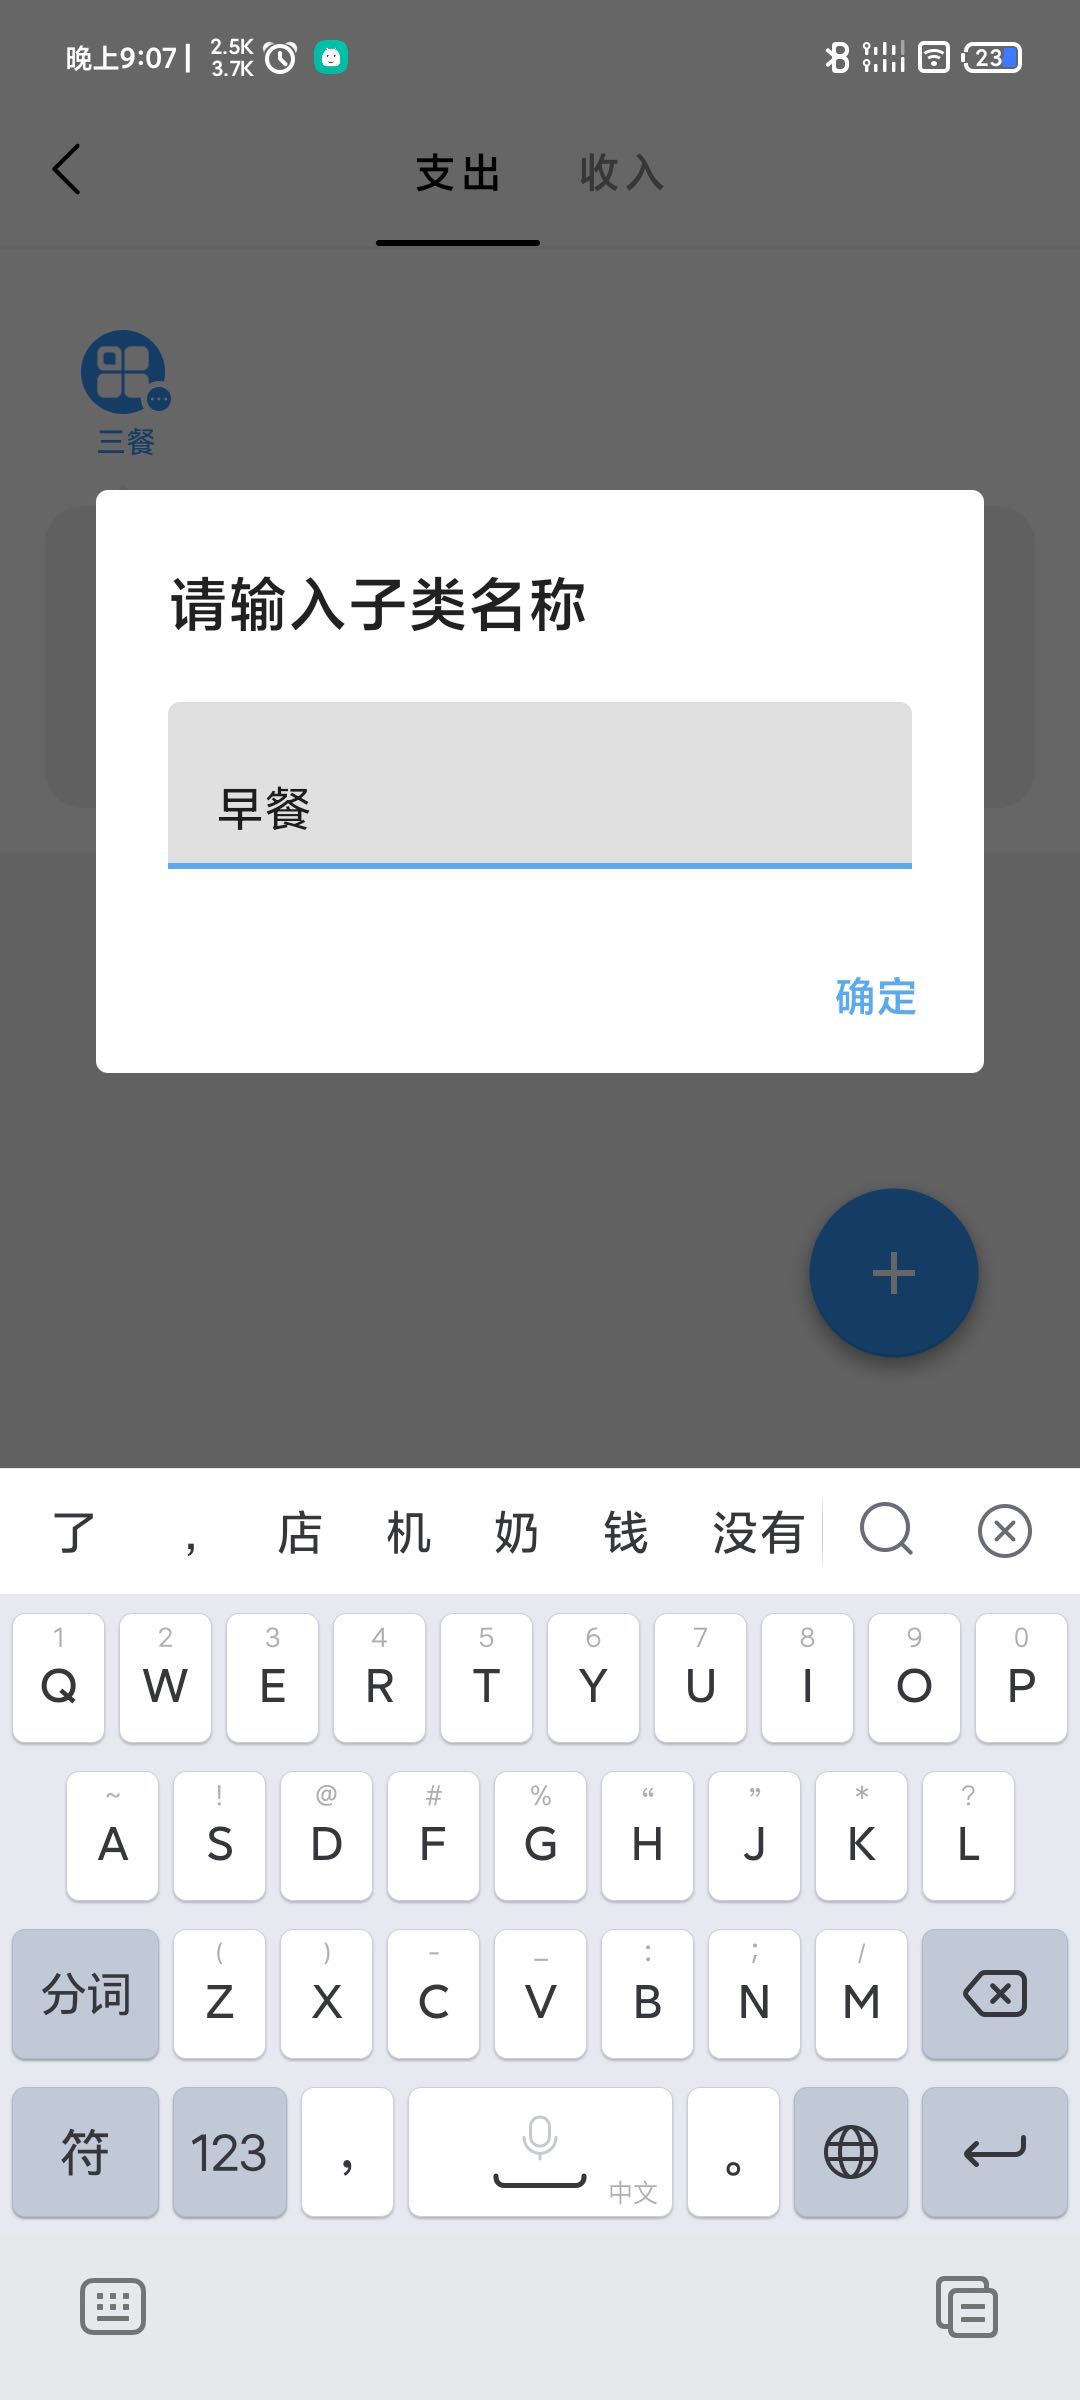 晚上9:07 | 2.5K 3.7K 23
支出 收入
三餐
请输入子类名称
早餐
确定
了 ， 店 机 奶 钱 没有
1 2 3 4 5 6 7 8 9 0
Q W E R T Y U I O P
~ ! @ # % “ ” * ?
A S D F G H J K L
( ) - _ : ; /
分词 Z X C V B N M
符 123 ， 中文 。